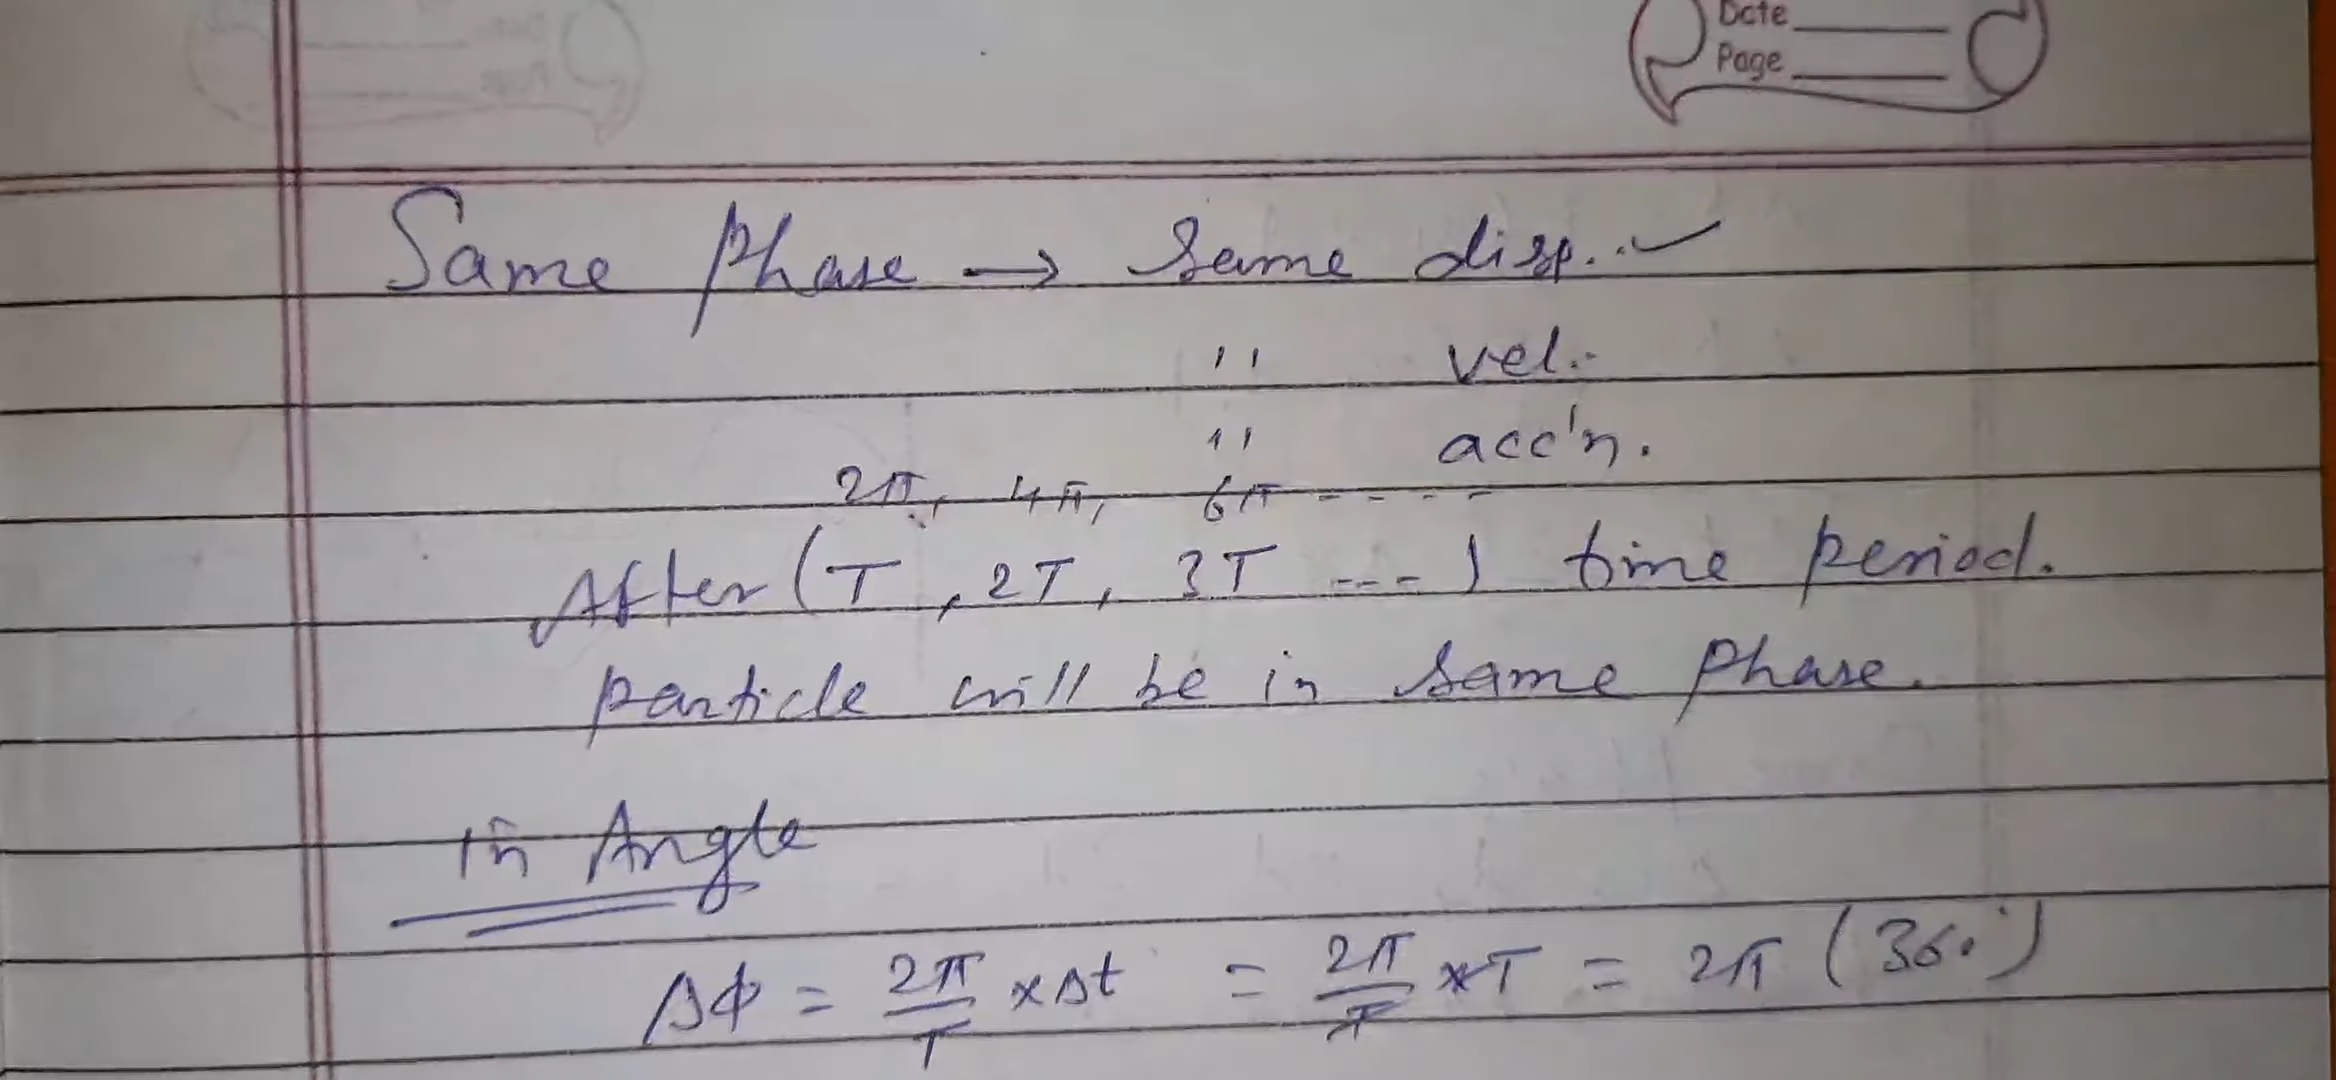 Date
Page
Same Phase → Same disp. ✓
" vel.
" acc'n.
2π, 4π, 6π - - - -
After (T, 2T, 3T ---) time period.
particle will be in same phase.
in Angle
Δϕ = 2π/T × Δt = 2π/T × T = 2π (360°)